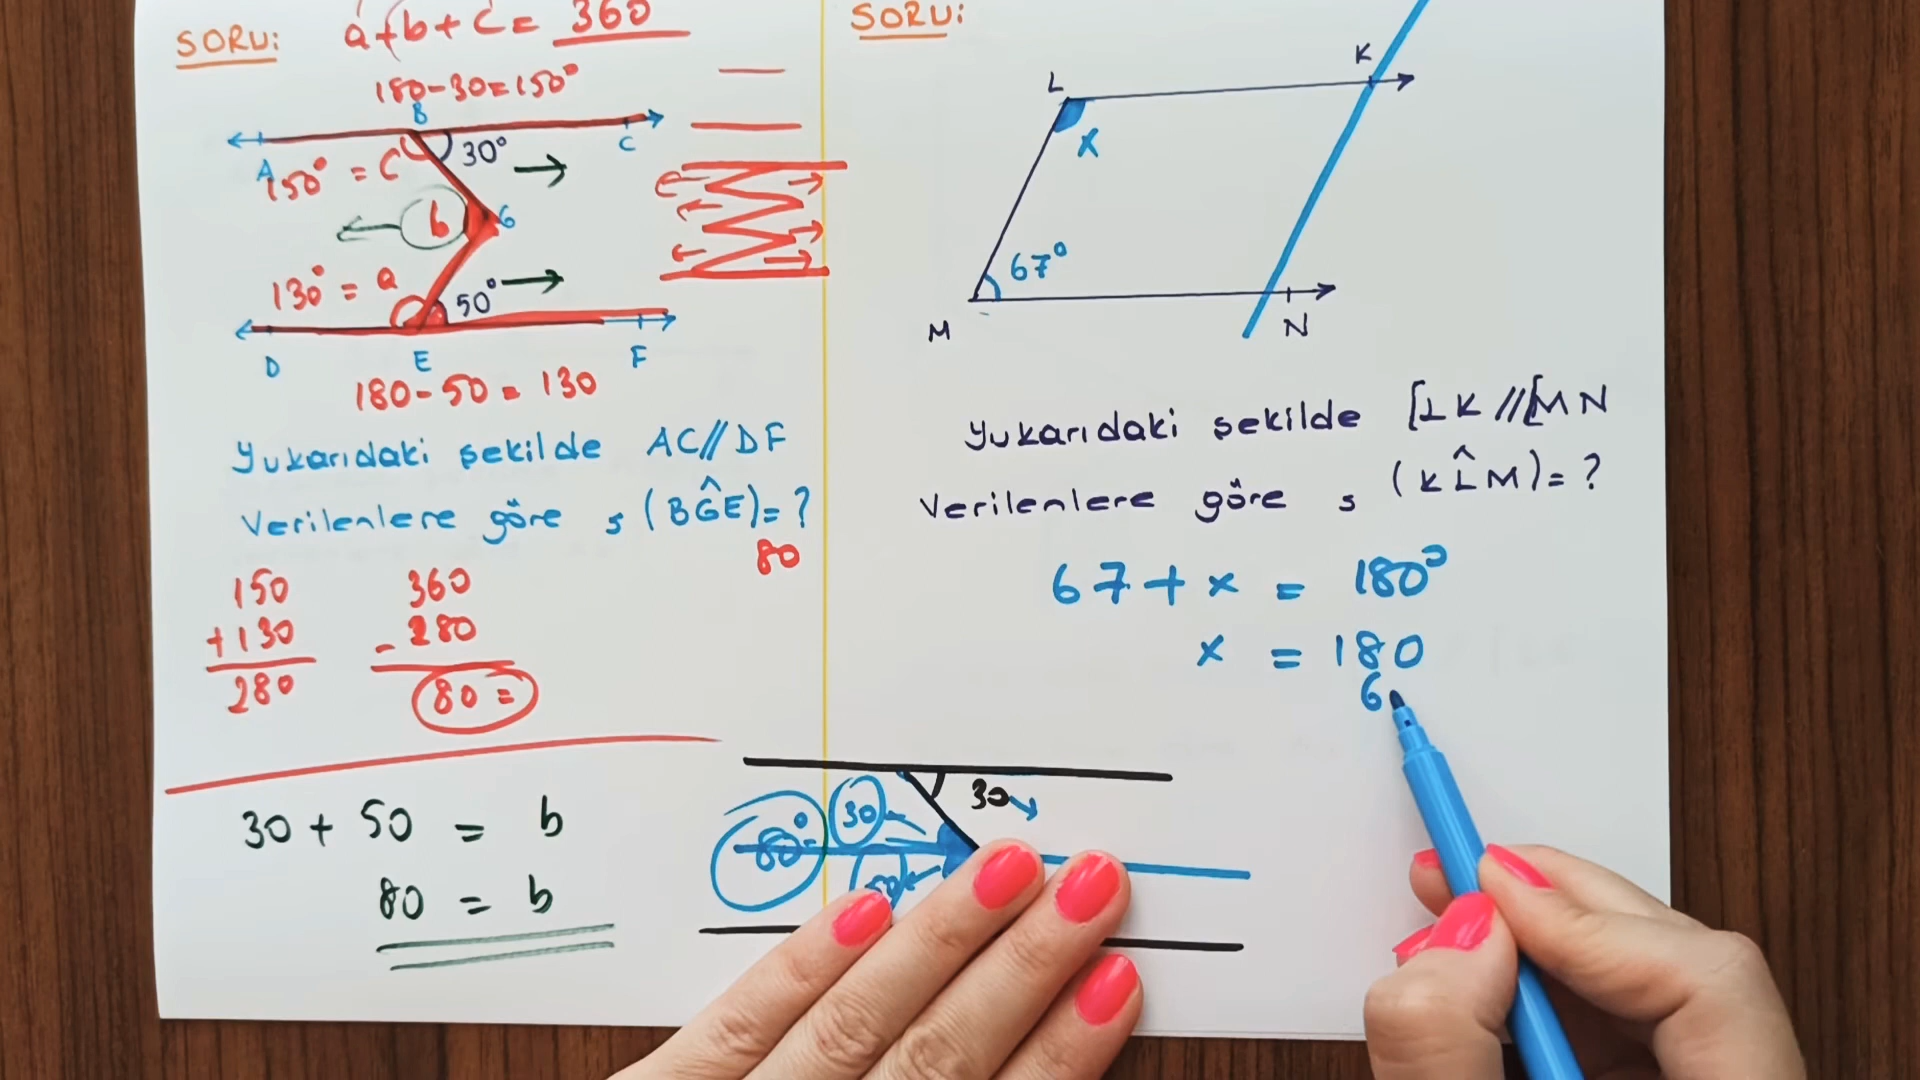 SORU:
a+b+c = 360
180-30=150°
B
A
C
30°
150° = C
b
G
130° = a
50°
D
E
F
180-50 = 130
Yukarıdaki şekilde AC//DF
Verilenlere göre s (BĜE)=?
80
150
+130
280
360
- 280
80 =
30 + 50 = b
80 = b
SORU:
L
K
x
67°
M
N
Yukarıdaki şekilde [LK//[MN
Verilenlere göre s (KL̂M)=?
67+x = 180°
x = 180
6
30
30
80°=
50